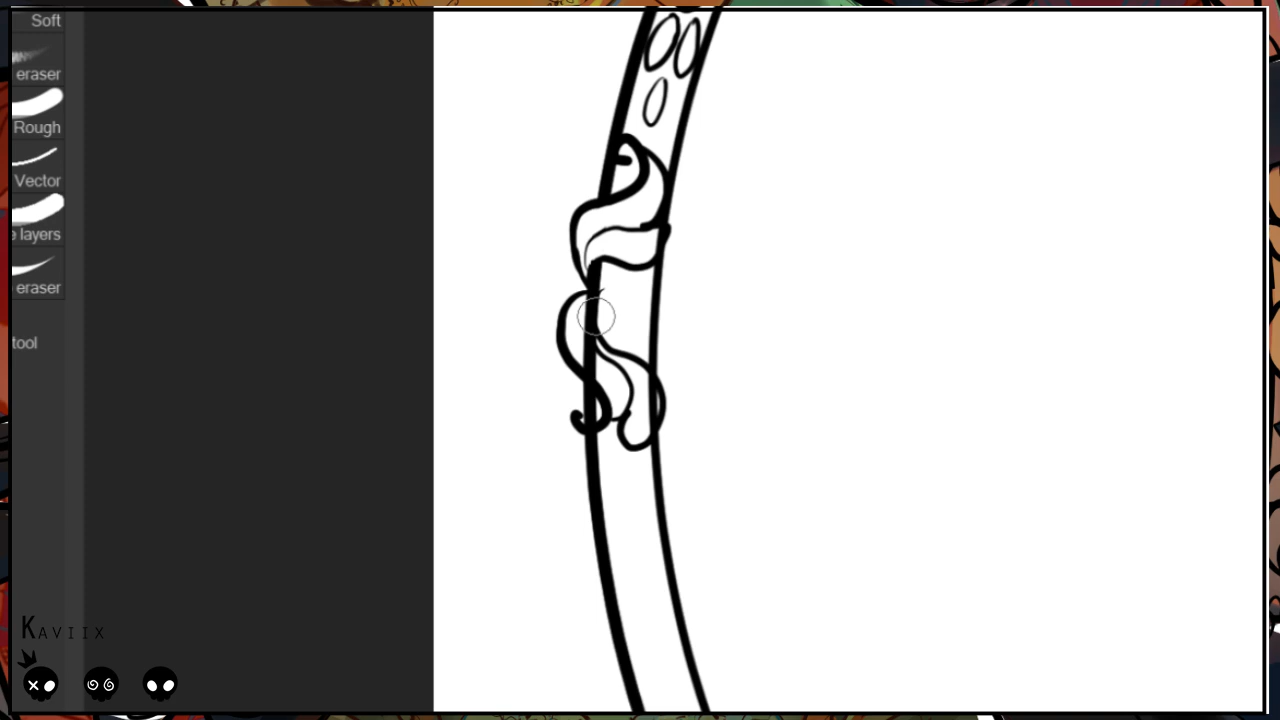 Soft
eraser
Rough
Vector
e layers
eraser
tool
KAVIIX